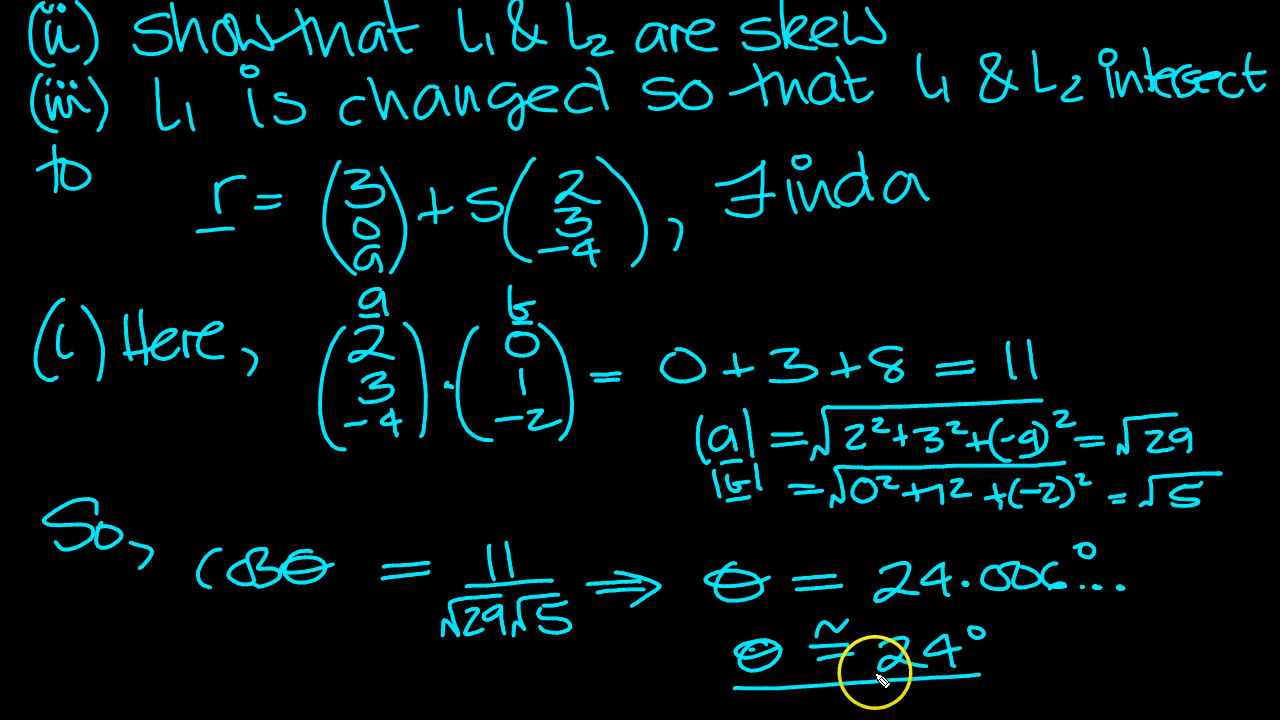 (ii) show that L₁ & L₂ are skew
(iii) L₁ is changed so that L₁ & L₂ intersect
to r = (3 0 a) + s(2 3 -4), Find a
(i) Here, a (2 3 -4) · b (0 1 -2) = 0 + 3 + 8 = 11
|a| = √2²+3²+(-4)² = √29
|b| = √0²+1²+(-2)² = √5
So, cos θ = 11/√29√5 ⇒ θ = 24.006°...
θ ≅ 24°